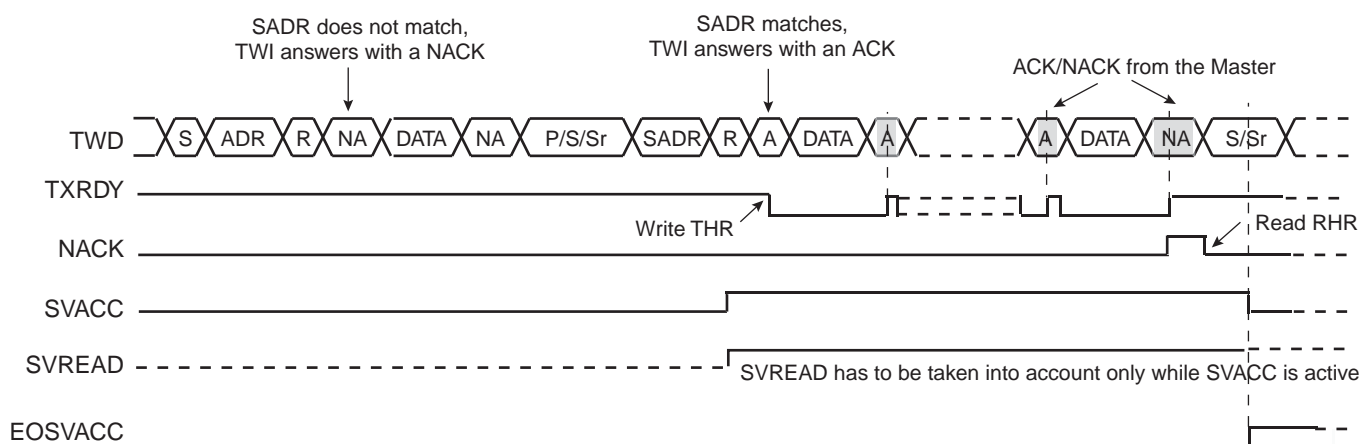 SADR does not match,
TWI answers with a NACK
SADR matches,
TWI answers with an ACK
ACK/NACK from the Master
TWD S ADR R NA DATA NA P/S/Sr SADR R A DATA A A DATA NA S/Sr
TXRDY
Write THR
Read RHR
NACK
SVACC
SVREAD
SVREAD has to be taken into account only while SVACC is active
EOSVACC